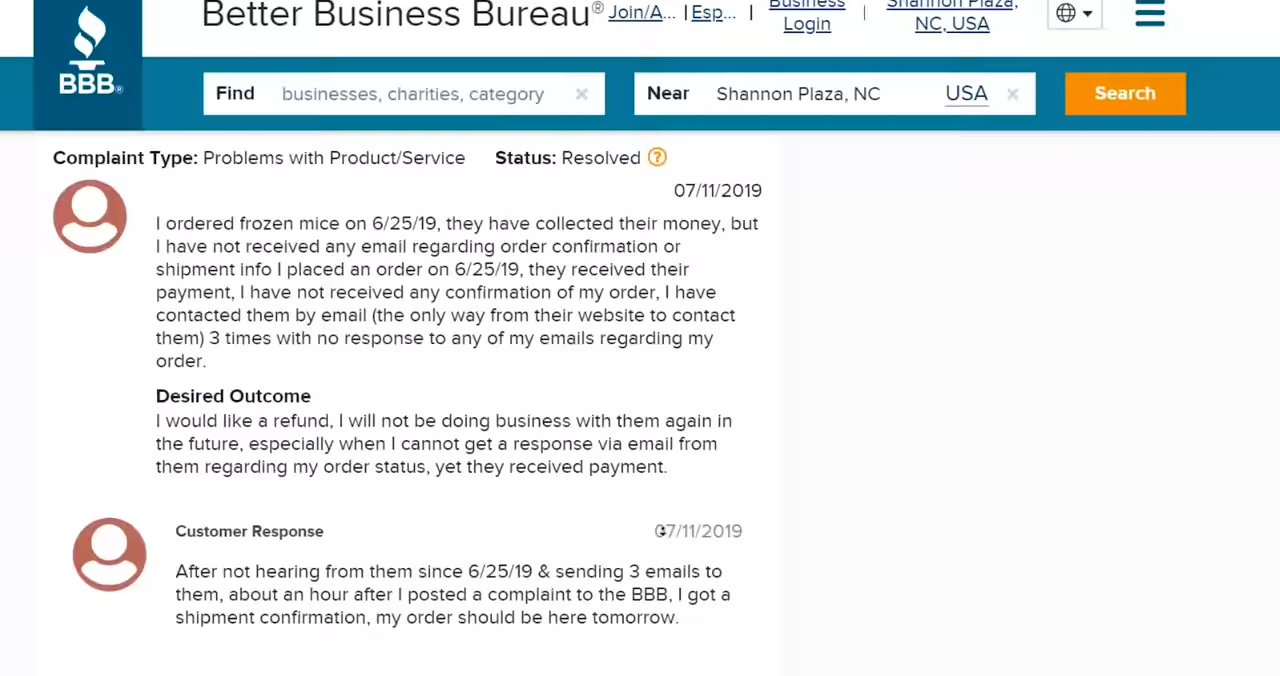 Better Business Bureau® Join/A... | Esp... | Business Login | Shannon Plaza, NC, USA
BBB®
Find businesses, charities, category × Near Shannon Plaza, NC USA × Search
Complaint Type: Problems with Product/Service Status: Resolved ?
07/11/2019
I ordered frozen mice on 6/25/19, they have collected their money, but
I have not received any email regarding order confirmation or
shipment info I placed an order on 6/25/19, they received their
payment, I have not received any confirmation of my order, I have
contacted them by email (the only way from their website to contact
them) 3 times with no response to any of my emails regarding my
order.
Desired Outcome
I would like a refund, I will not be doing business with them again in
the future, especially when I cannot get a response via email from
them regarding my order status, yet they received payment.
Customer Response 07/11/2019
After not hearing from them since 6/25/19 & sending 3 emails to
them, about an hour after I posted a complaint to the BBB, I got a
shipment confirmation, my order should be here tomorrow.